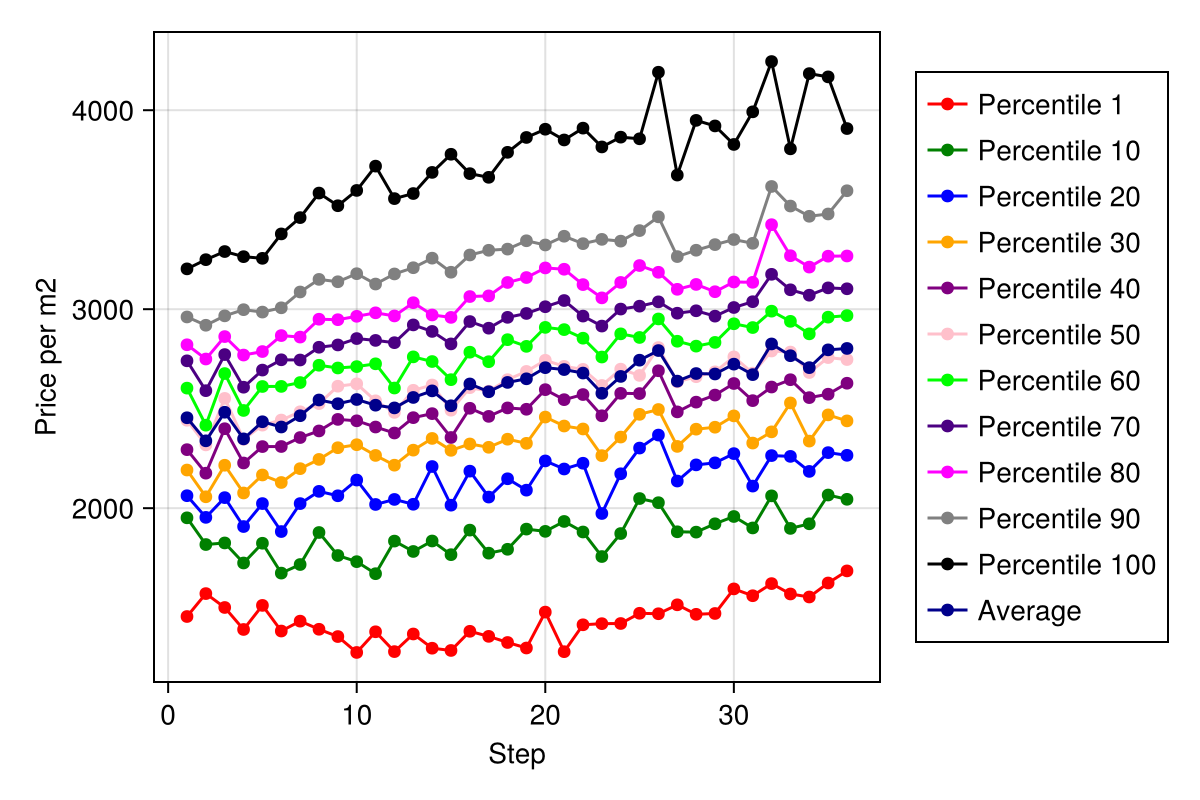 Price per m2
4000
3000
2000
0
10
20
30
Step
Percentile 1
Percentile 10
Percentile 20
Percentile 30
Percentile 40
Percentile 50
Percentile 60
Percentile 70
Percentile 80
Percentile 90
Percentile 100
Average